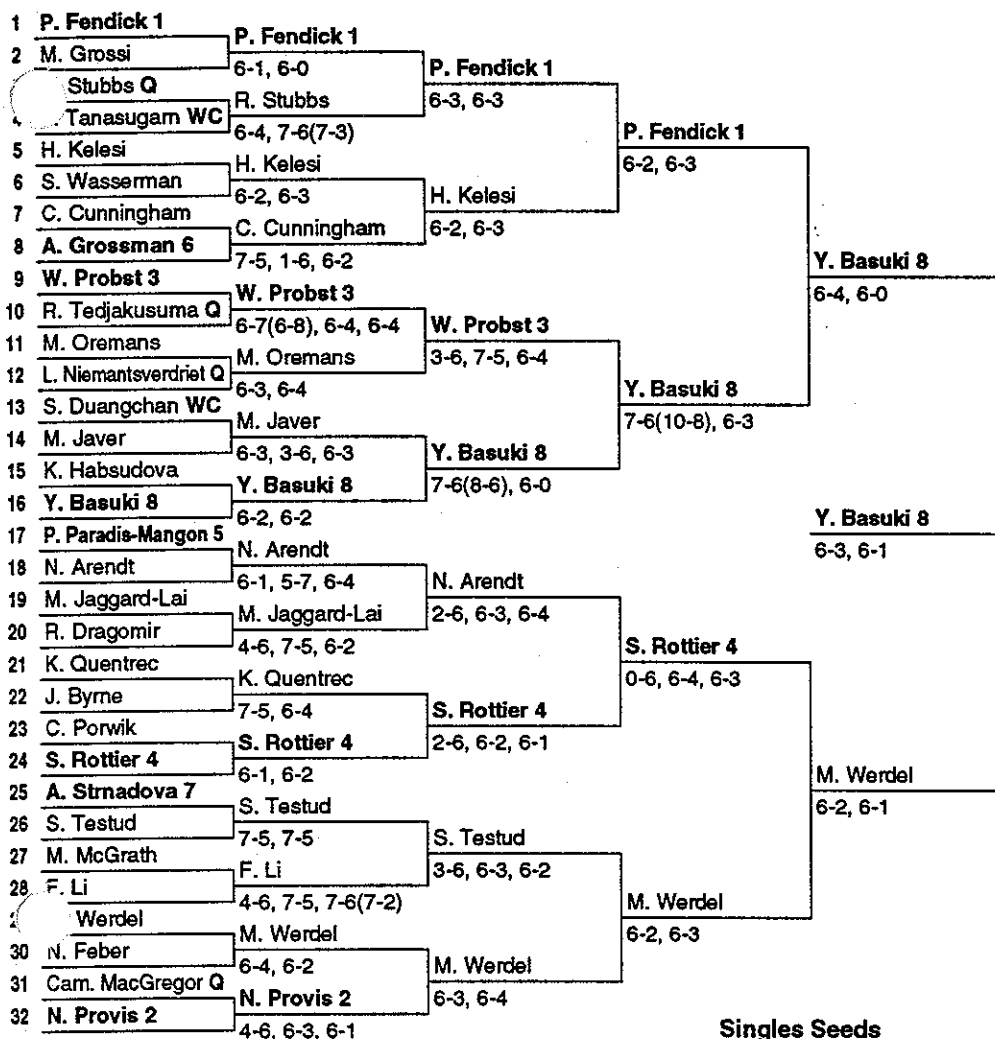 1 P. Fendick 1
2 M. Grossi
Stubbs Q
Tanasugarn WC
5 H. Kelesi
6 S. Wasserman
7 C. Cunningham
8 A. Grossman 6
9 W. Probst 3
10 R. Tedjakusuma Q
11 M. Oremans
12 L. Niemantsverdriet Q
13 S. Duangchan WC
14 M. Javer
15 K. Habsudova
16 Y. Basuki 8
17 P. Paradis-Mangon 5
18 N. Arendt
19 M. Jaggard-Lai
20 R. Dragomir
21 K. Quentrec
22 J. Byrne
23 C. Porwik
24 S. Rottier 4
25 A. Strnadova 7
26 S. Testud
27 M. McGrath
28 F. Li
Werdel
30 N. Feber
31 Cam. MacGregor Q
32 N. Provis 2
P. Fendick 1
6-1, 6-0
R. Stubbs
6-4, 7-6(7-3)
H. Kelesi
6-2, 6-3
C. Cunningham
7-5, 1-6, 6-2
W. Probst 3
6-7(6-8), 6-4, 6-4
M. Oremans
6-3, 6-4
M. Javer
6-3, 3-6, 6-3
Y. Basuki 8
6-2, 6-2
N. Arendt
6-1, 5-7, 6-4
M. Jaggard-Lai
4-6, 7-5, 6-2
K. Quentrec
7-5, 6-4
S. Rottier 4
6-1, 6-2
S. Testud
7-5, 7-5
F. Li
4-6, 7-5, 7-6(7-2)
M. Werdel
6-4, 6-2
N. Provis 2
4-6, 6-3, 6-1
P. Fendick 1
6-3, 6-3
H. Kelesi
6-2, 6-3
W. Probst 3
3-6, 7-5, 6-4
Y. Basuki 8
7-6(8-6), 6-0
N. Arendt
2-6, 6-3, 6-4
S. Rottier 4
2-6, 6-2, 6-1
S. Testud
3-6, 6-3, 6-2
M. Werdel
6-3, 6-4
P. Fendick 1
6-2, 6-3
Y. Basuki 8
7-6(10-8), 6-3
S. Rottier 4
0-6, 6-4, 6-3
M. Werdel
6-2, 6-3
Y. Basuki 8
6-4, 6-0
M. Werdel
6-2, 6-1
Y. Basuki 8
6-3, 6-1
Singles Seeds